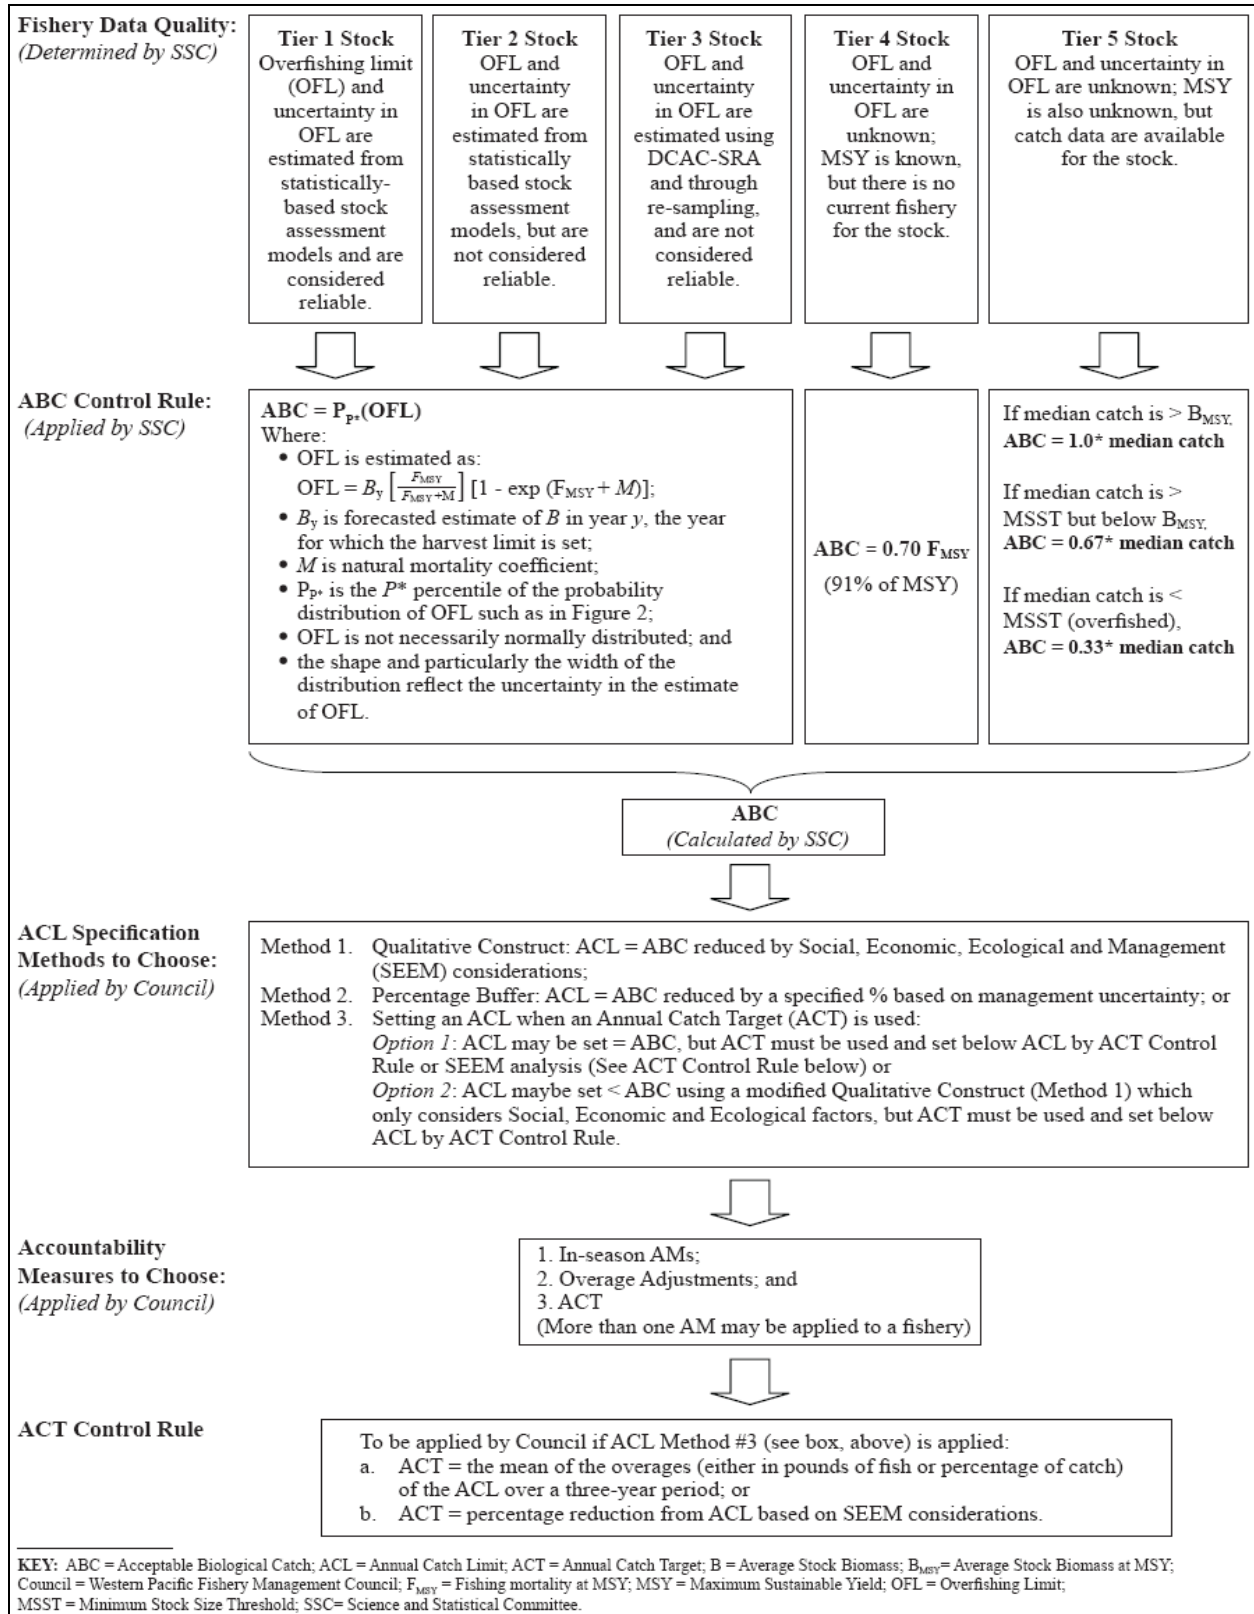 Fishery Data Quality:
(Determined by SSC)
Tier 1 Stock
Overfishing limit
(OFL) and
uncertainty in
OFL are
estimated from
statistically-
based stock
assessment
models and are
considered
reliable.
Tier 2 Stock
OFL and
uncertainty
in OFL are
estimated from
statistically
based stock
assessment
models, but are
not considered
reliable.
Tier 3 Stock
OFL and
uncertainty
in OFL are
estimated using
DCAC-SRA
and through
re-sampling,
and are not
considered
reliable.
Tier 4 Stock
OFL and
uncertainty in
OFL are
unknown;
MSY is known,
but there is no
current fishery
for the stock.
Tier 5 Stock
OFL and uncertainty in
OFL are unknown; MSY
is also unknown, but
catch data are available
for the stock.
ABC Control Rule:
(Applied by SSC)
ABC = P_P*(OFL)
Where:
• OFL is estimated as:
OFL = B_y [F_MSY / F_MSY+M] [1 - exp (F_MSY + M)];
• B_y is forecasted estimate of B in year y, the year
for which the harvest limit is set;
• M is natural mortality coefficient;
• P_P* is the P* percentile of the probability
distribution of OFL such as in Figure 2;
• OFL is not necessarily normally distributed; and
• the shape and particularly the width of the
distribution reflect the uncertainty in the estimate
of OFL.
ABC = 0.70 F_MSY
(91% of MSY)
If median catch is > B_MSY,
ABC = 1.0* median catch
If median catch is >
MSST but below B_MSY,
ABC = 0.67* median catch
If median catch is <
MSST (overfished),
ABC = 0.33* median catch
ABC
(Calculated by SSC)
ACL Specification
Methods to Choose:
(Applied by Council)
Method 1. Qualitative Construct: ACL = ABC reduced by Social, Economic, Ecological and Management
(SEEM) considerations;
Method 2. Percentage Buffer: ACL = ABC reduced by a specified % based on management uncertainty; or
Method 3. Setting an ACL when an Annual Catch Target (ACT) is used:
Option 1: ACL may be set = ABC, but ACT must be used and set below ACL by ACT Control
Rule or SEEM analysis (See ACT Control Rule below) or
Option 2: ACL maybe set < ABC using a modified Qualitative Construct (Method 1) which
only considers Social, Economic and Ecological factors, but ACT must be used and set below
ACL by ACT Control Rule.
Accountability
Measures to Choose:
(Applied by Council)
1. In-season AMs;
2. Overage Adjustments; and
3. ACT
(More than one AM may be applied to a fishery)
ACT Control Rule
To be applied by Council if ACL Method #3 (see box, above) is applied:
a. ACT = the mean of the overages (either in pounds of fish or percentage of catch)
of the ACL over a three-year period; or
b. ACT = percentage reduction from ACL based on SEEM considerations.
KEY: ABC = Acceptable Biological Catch; ACL = Annual Catch Limit; ACT = Annual Catch Target; B = Average Stock Biomass; B_MSY= Average Stock Biomass at MSY;
Council = Western Pacific Fishery Management Council; F_MSY = Fishing mortality at MSY; MSY = Maximum Sustainable Yield; OFL = Overfishing Limit;
MSST = Minimum Stock Size Threshold; SSC= Science and Statistical Committee.